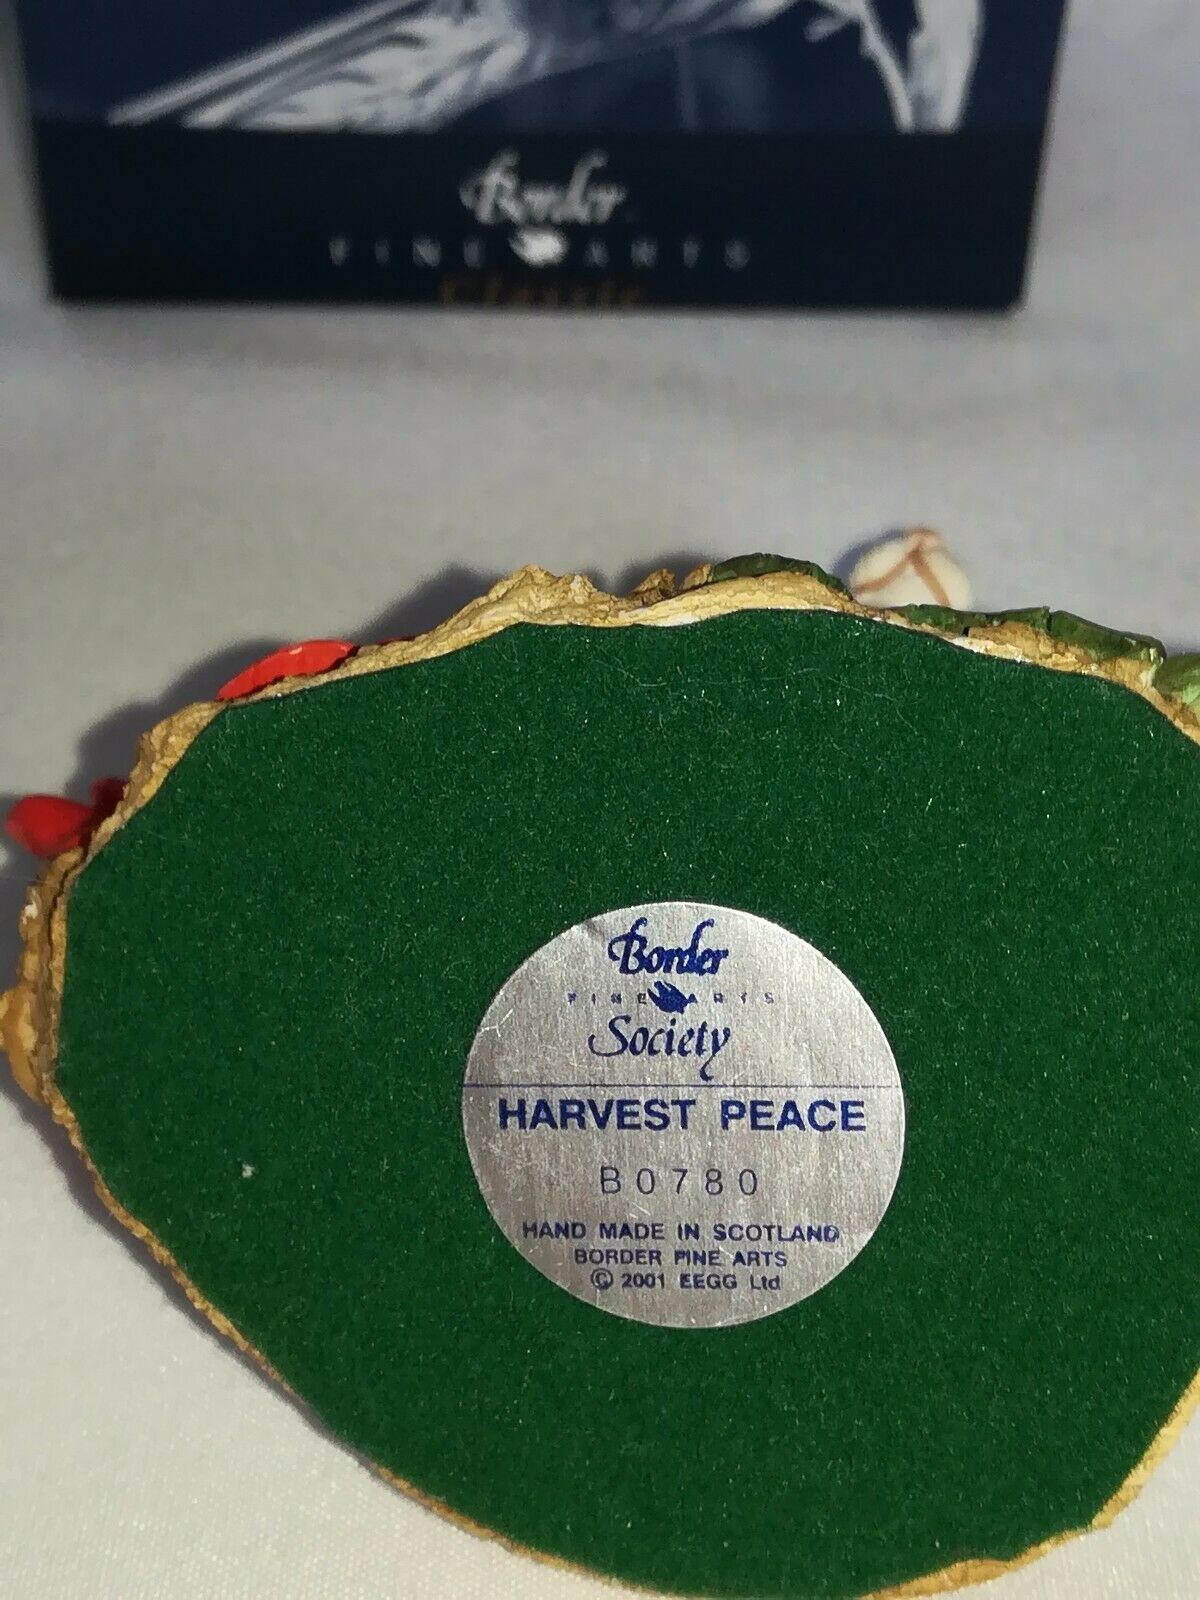 Border
FINE ARTS
Classic
Border
FINE ARTS
Society
HARVEST PEACE
B0780
HAND MADE IN SCOTLAND
BORDER FINE ARTS
© 2001 EEGG Ltd